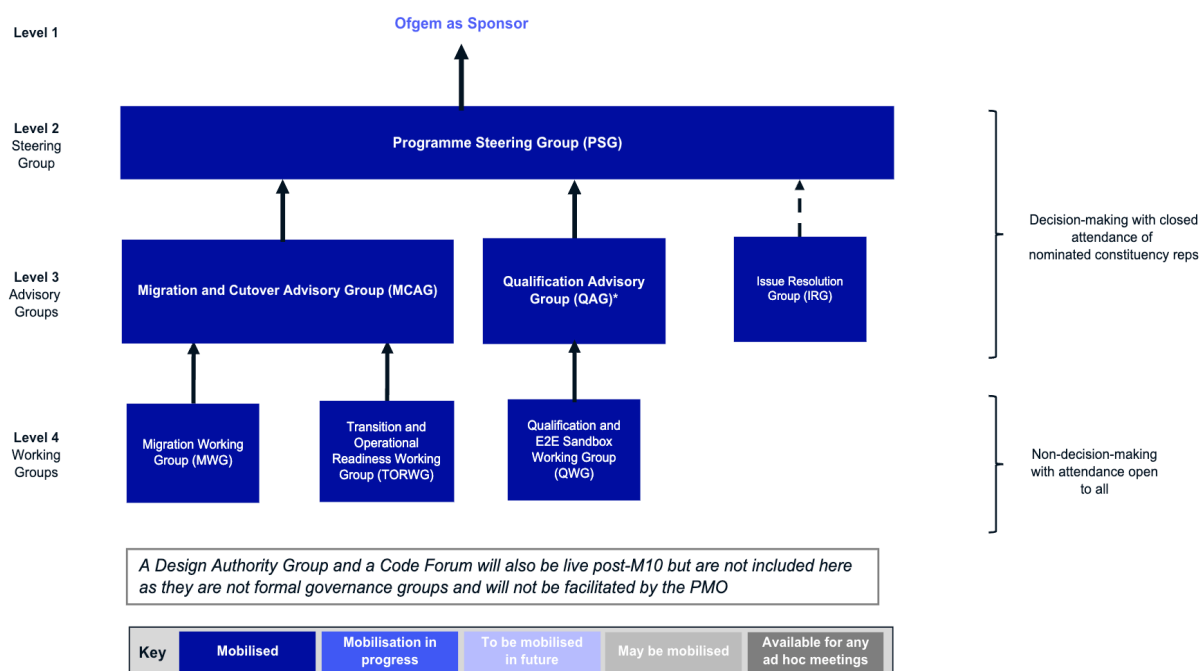 Level 1
Ofgem as Sponsor
Level 2
Steering
Group
Programme Steering Group (PSG)
Decision-making with closed
attendance of
nominated constituency reps
Level 3
Advisory
Groups
Migration and Cutover Advisory Group (MCAG)
Qualification Advisory
Group (QAG)*
Issue Resolution
Group (IRG)
Level 4
Working
Groups
Migration Working
Group (MWG)
Transition and
Operational
Readiness Working
Group (TORWG)
Qualification and
E2E Sandbox
Working Group
(QWG)
Non-decision-making
with attendance open
to all
A Design Authority Group and a Code Forum will also be live post-M10 but are not included here
as they are not formal governance groups and will not be facilitated by the PMO
Key
Mobilised
Mobilisation in
progress
To be mobilised
in future
May be mobilised
Available for any
ad hoc meetings